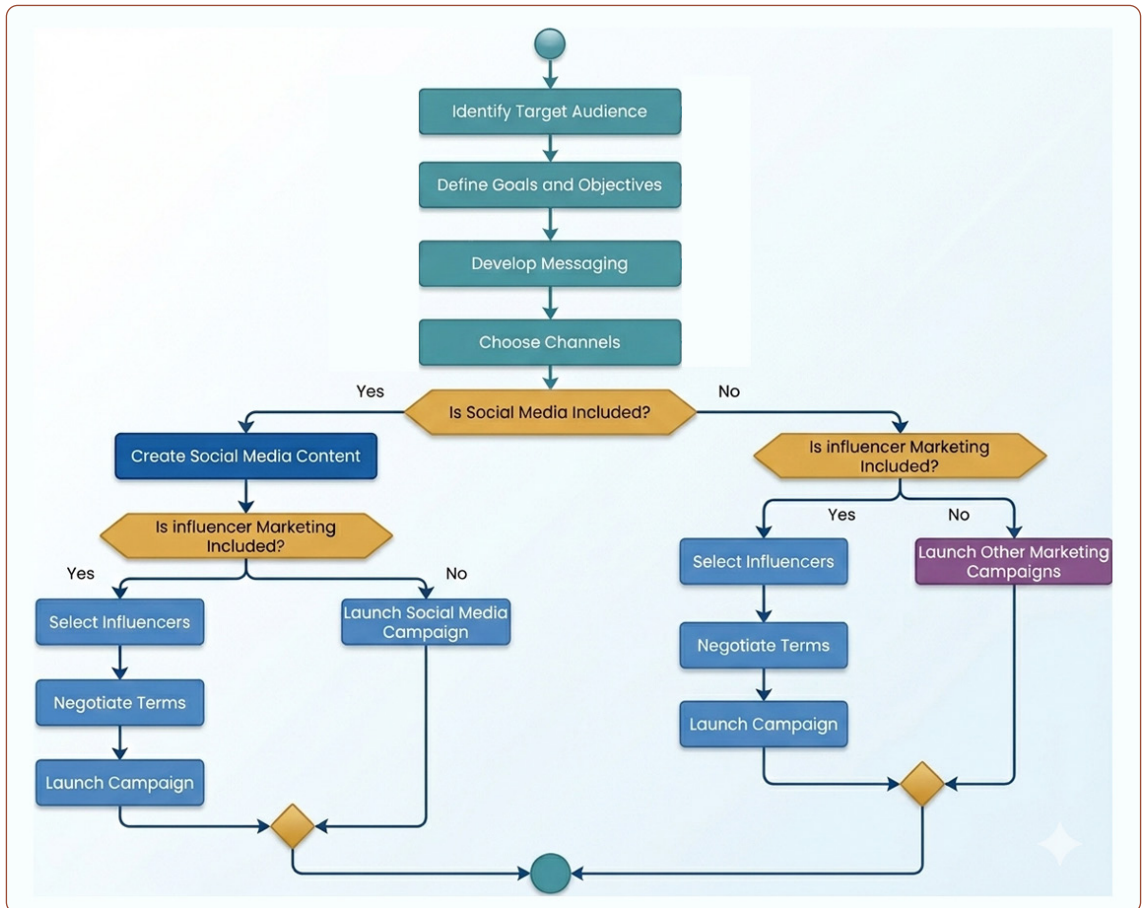 Identify Target Audience
Define Goals and Objectives
Develop Messaging
Choose Channels
Yes
Is Social Media Included?
No
Create Social Media Content
Is influencer Marketing
Included?
Yes
No
Select Influencers
Launch Social Media
Campaign
Negotiate Terms
Launch Campaign
Is influencer Marketing
Included?
Yes
No
Select Influencers
Launch Other Marketing
Campaigns
Negotiate Terms
Launch Campaign